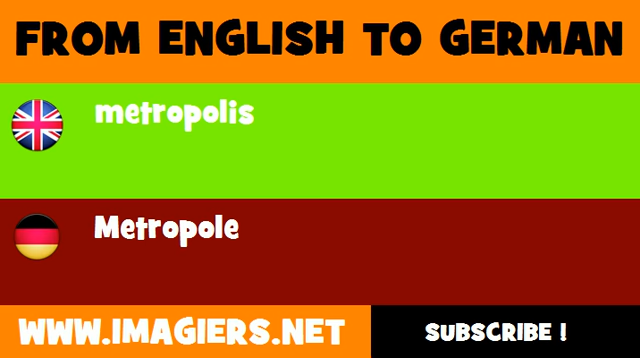 FROM ENGLISH TO GERMAN
metropolis
Metropole
WWW.IMAGIERS.NET
SUBSCRIBE !